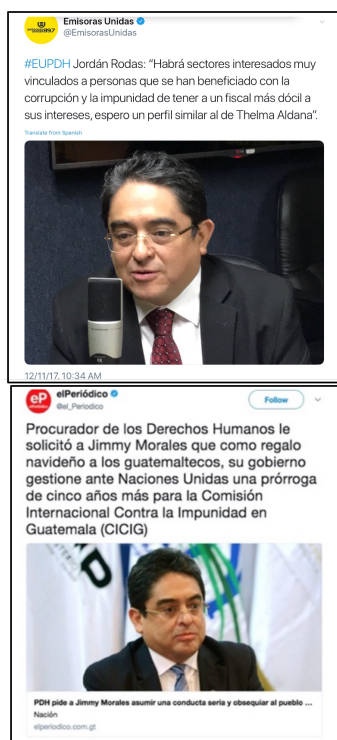 Emisoras Unidas
@EmisorasUnidas
#EUPDH Jordán Rodas: “Habrá sectores interesados muy
vinculados a personas que se han beneficiado con la
corrupción y la impunidad de tener a un fiscal más dócil a
sus intereses, espero un perfil similar al de Thelma Aldana”.
Translate from Spanish
12/11/17, 10:34 AM
eP
elPeriódico
@el_Periodico
Follow
Procurador de los Derechos Humanos le
solicitó a Jimmy Morales que como regalo
navideño a los guatemaltecos, su gobierno
gestione ante Naciones Unidas una prórroga
de cinco años más para la Comisión
Internacional Contra la Impunidad en
Guatemala (CICIG)
PDH pide a Jimmy Morales asumir una conducta seria y obsequiar al pueblo ...
Nación
elperiodico.com.gt